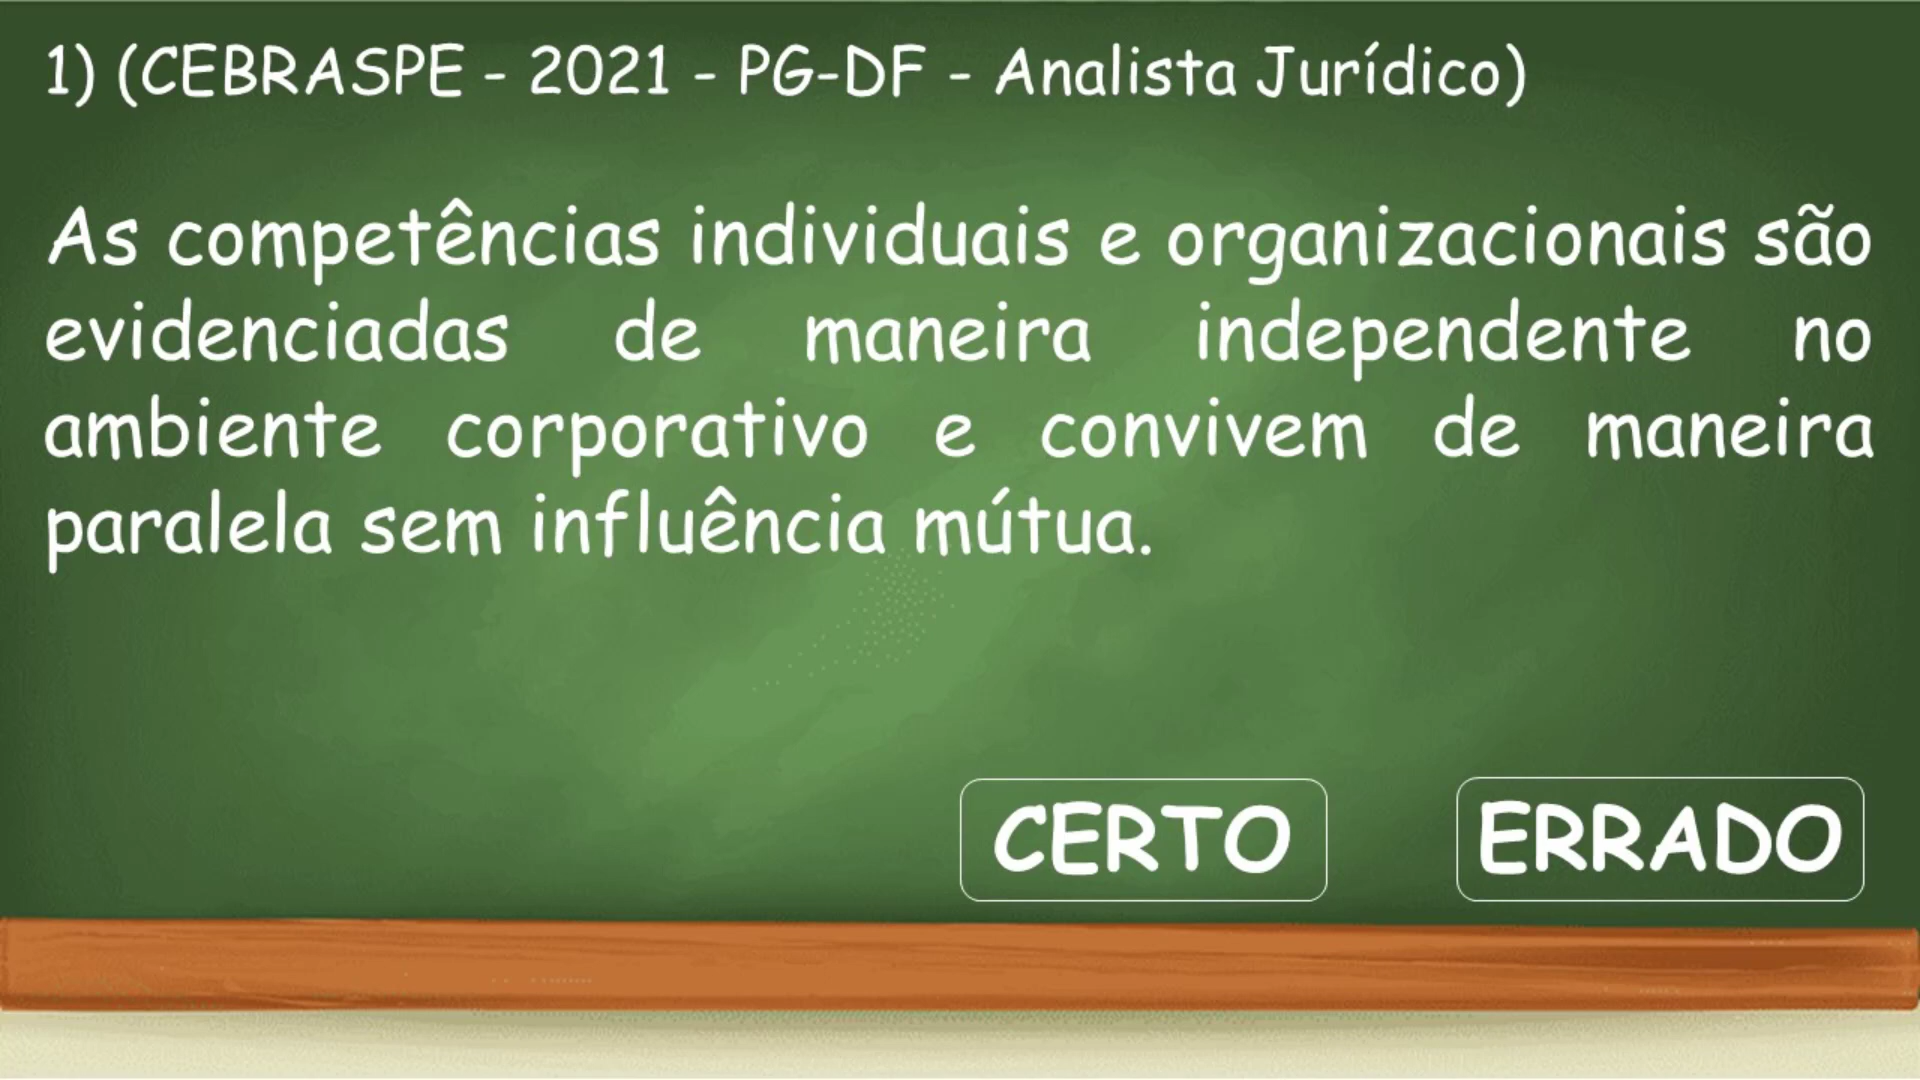 1) (CEBRASPE - 2021 - PG-DF - Analista Jurídico)
As competências individuais e organizacionais são
evidenciadas de maneira independente no
ambiente corporativo e convivem de maneira
paralela sem influência mútua.
CERTO ERRADO